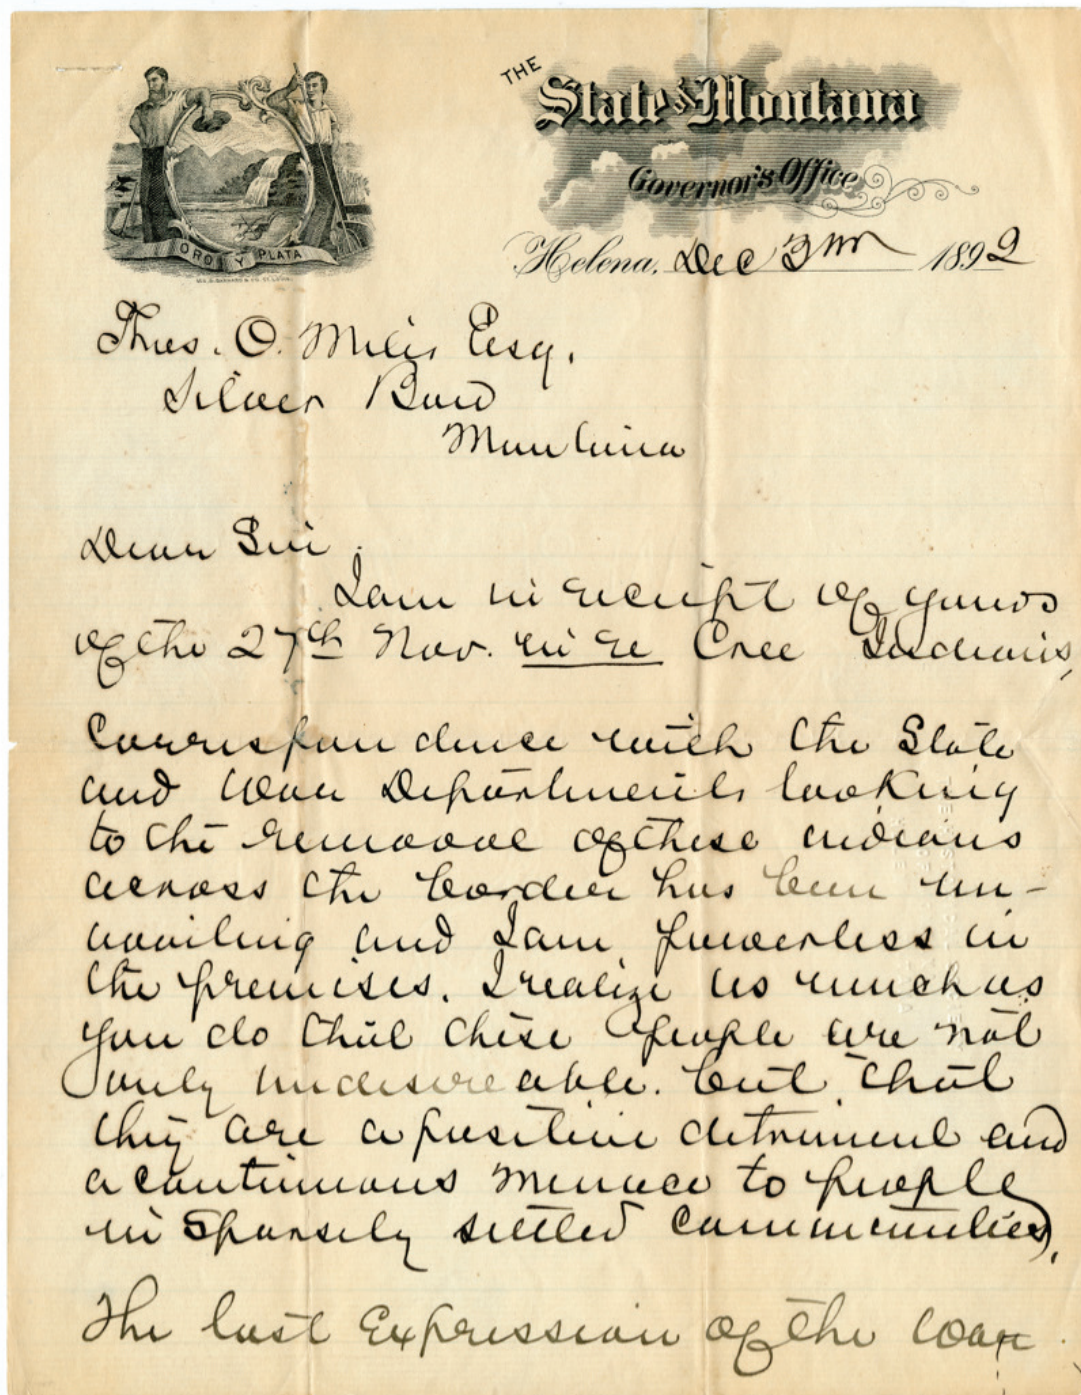 THE
State of Montana
Governor's Office
ORO Y PLATA
Helena, Dec 3rd 1892
Thos. O. Miles Esq.
Silver Bow
Montana
Dear Sir.
I am in receipt of yours
of the 27th Nov. in re Cree Indians,
Correspondence with the State
and War Departments looking
to the removal of these indians
across the border has been un-
availing and I am powerless in
the premises. I realize as much as
you do that these people are not
only undesireable. but that
they are a positive detriment and
a continuous menace to people
in sparsely settled communities.
The last Expression of the War